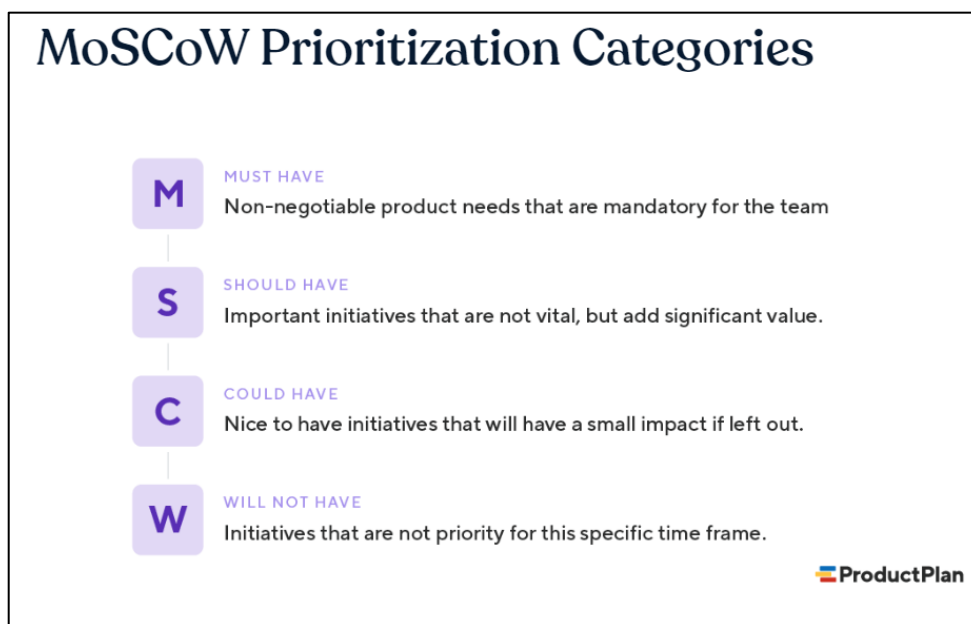 MoSCoW Prioritization Categories
M
MUST HAVE
Non-negotiable product needs that are mandatory for the team
S
SHOULD HAVE
Important initiatives that are not vital, but add significant value.
C
COULD HAVE
Nice to have initiatives that will have a small impact if left out.
W
WILL NOT HAVE
Initiatives that are not priority for this specific time frame.
ProductPlan